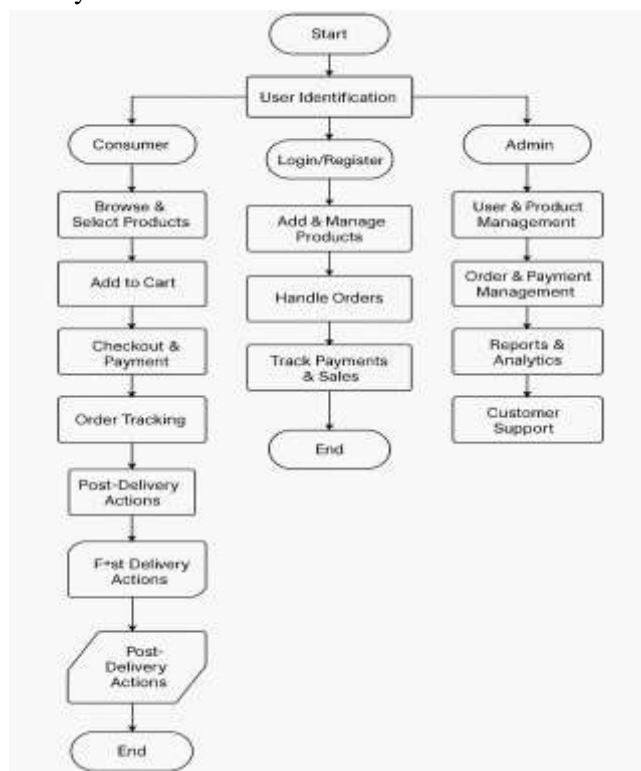 Start
User Identification
Consumer
Browse &
Select Products
Add to Cart
Checkout &
Payment
Order Tracking
Post-Delivery
Actions
F+st Delivery
Actions
Post-
Delivery
Actions
End
Login/Register
Add & Manage
Products
Handle Orders
Track Payments
& Sales
End
Admin
User & Product
Management
Order & Payment
Management
Reports &
Analytics
Customer
Support